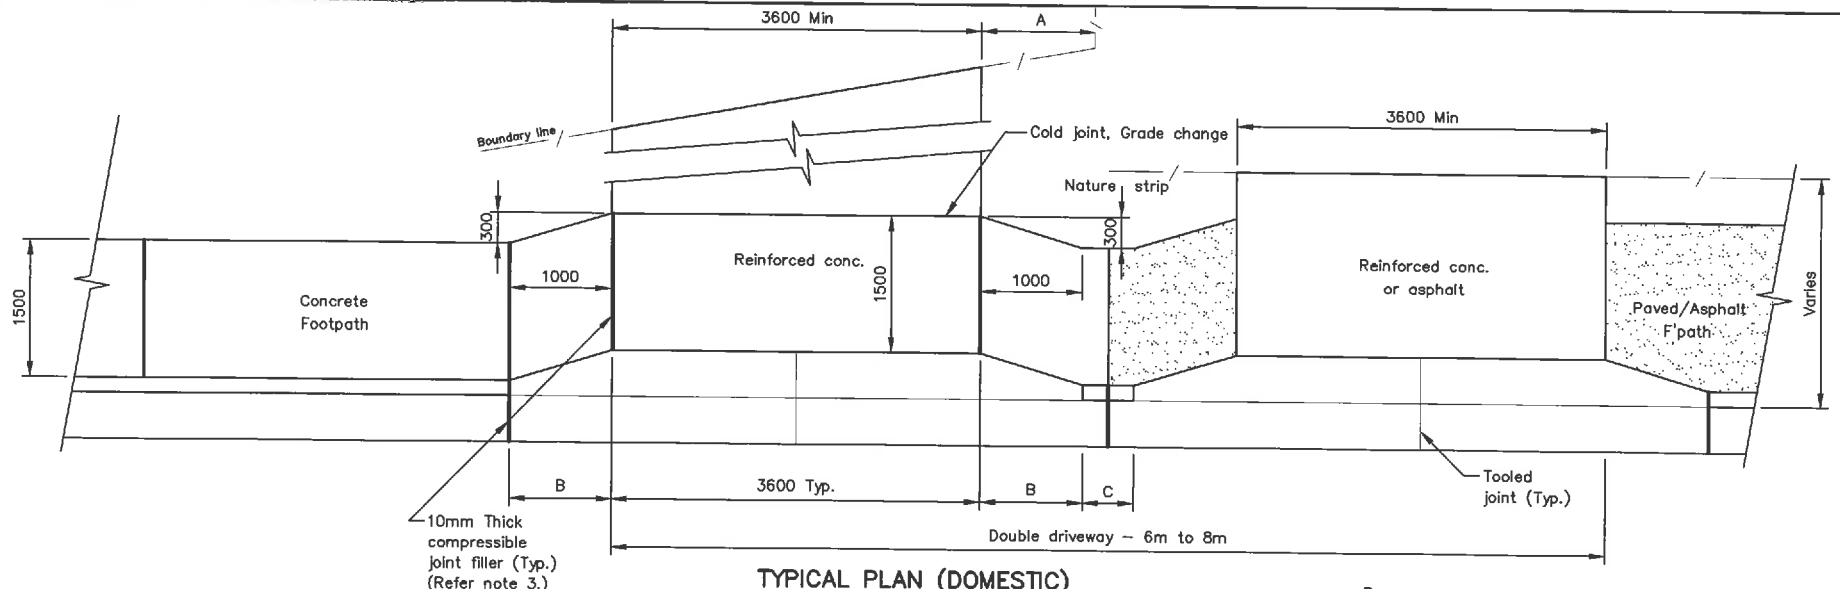 3600 Min
A
Boundary line
Cold joint, Grade change
3600 Min
Nature strip
300
300
1500
1000
Reinforced conc.
1500
1000
Reinforced conc.
or asphalt
Concrete
Footpath
Paved/Asphalt
F'path
Varies
B
3600 Typ.
B
C
Tooled
joint (Typ.)
10mm Thick
compressible
joint filler (Typ.)
(Refer note 3.)
Double driveway – 6m to 8m
TYPICAL PLAN (DOMESTIC)